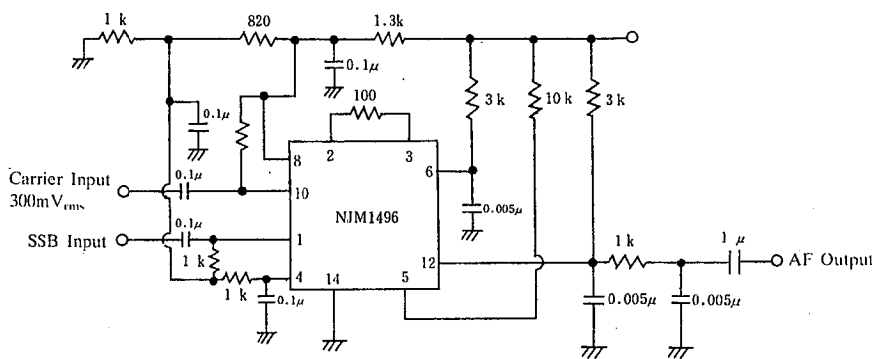 1 k
820
1.3k
0.1μ
100
3 k
10 k
3 k
0.1μ
2
3
8
6
Carrier Input
300mVrms
0.1μ
10
NJM1496
0.005μ
SSB Input
0.1μ
1
1 k
1 k
4
0.1μ
14
5
12
1 k
1 μ
AF Output
0.005μ
0.005μ